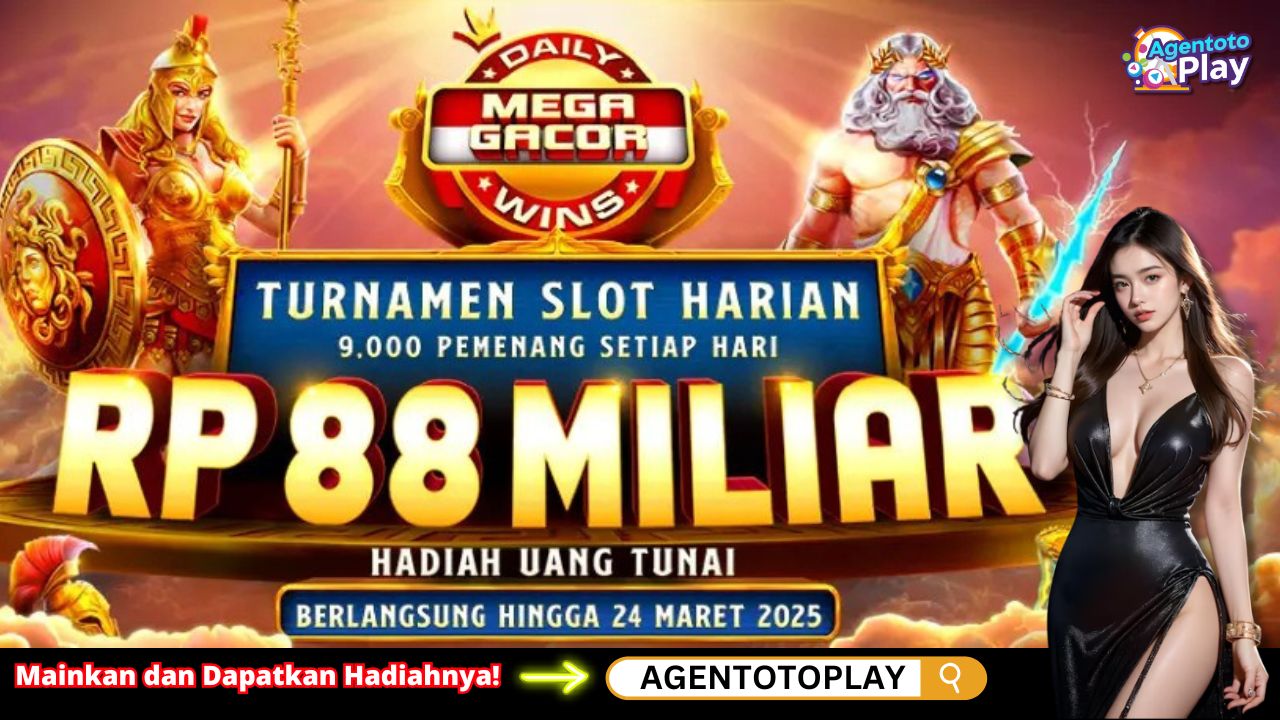 Agentoto
Play
DAILY
MEGA
GACOR
WINS
TURNAMEN SLOT HARIAN
9.000 PEMENANG SETIAP HARI
RP 88 MILIAR
HADIAH UANG TUNAI
BERLANGSUNG HINGGA 24 MARET 2025
Mainkan dan Dapatkan Hadiahnya!
AGENTOTOPLAY